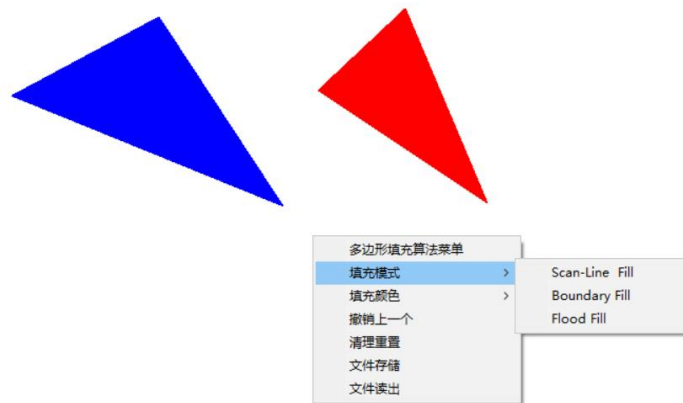 多边形填充算法菜单
填充模式
填充颜色
撤销上一个
清理重置
文件存储
文件读出
Scan-Line Fill
Boundary Fill
Flood Fill